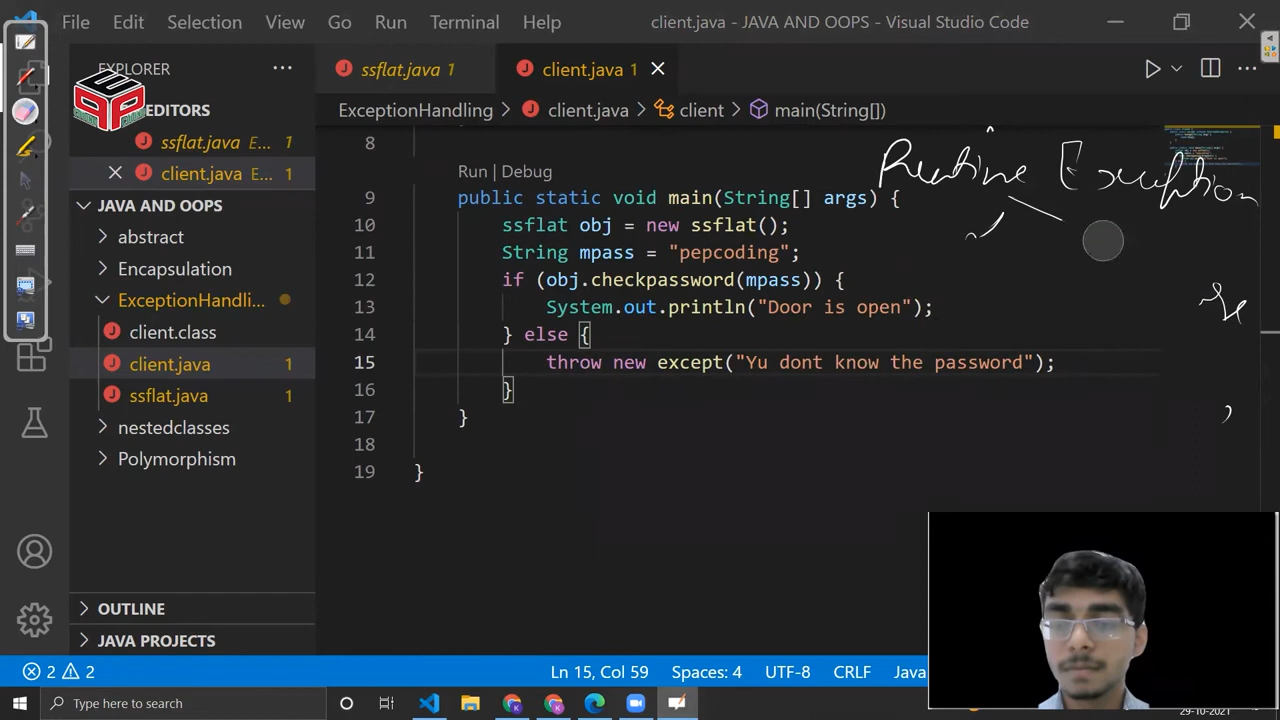 File Edit Selection View Go Run Terminal Help client.java - JAVA AND OOPS - Visual Studio Code
EXPLORER
EDITORS
ssflat.java E... 1
client.java E... 1
JAVA AND OOPS
abstract
Encapsulation
ExceptionHandli...
client.class
client.java 1
ssflat.java 1
nestedclasses
Polymorphism
OUTLINE
JAVA PROJECTS
ssflat.java 1 client.java 1
ExceptionHandling > client.java > client > main(String[])
8
Run | Debug
9 public static void main(String[] args) {
10 ssflat obj = new ssflat();
11 String mpass = "pepcoding";
12 if (obj.checkpassword(mpass)) {
13 System.out.println("Door is open");
14 } else {
15 throw new except("Yu dont know the password");
16 }
17 }
18
19 }
Runtime Exception
2 2 Ln 15, Col 59 Spaces: 4 UTF-8 CRLF Java
Type here to search
29-10-2021